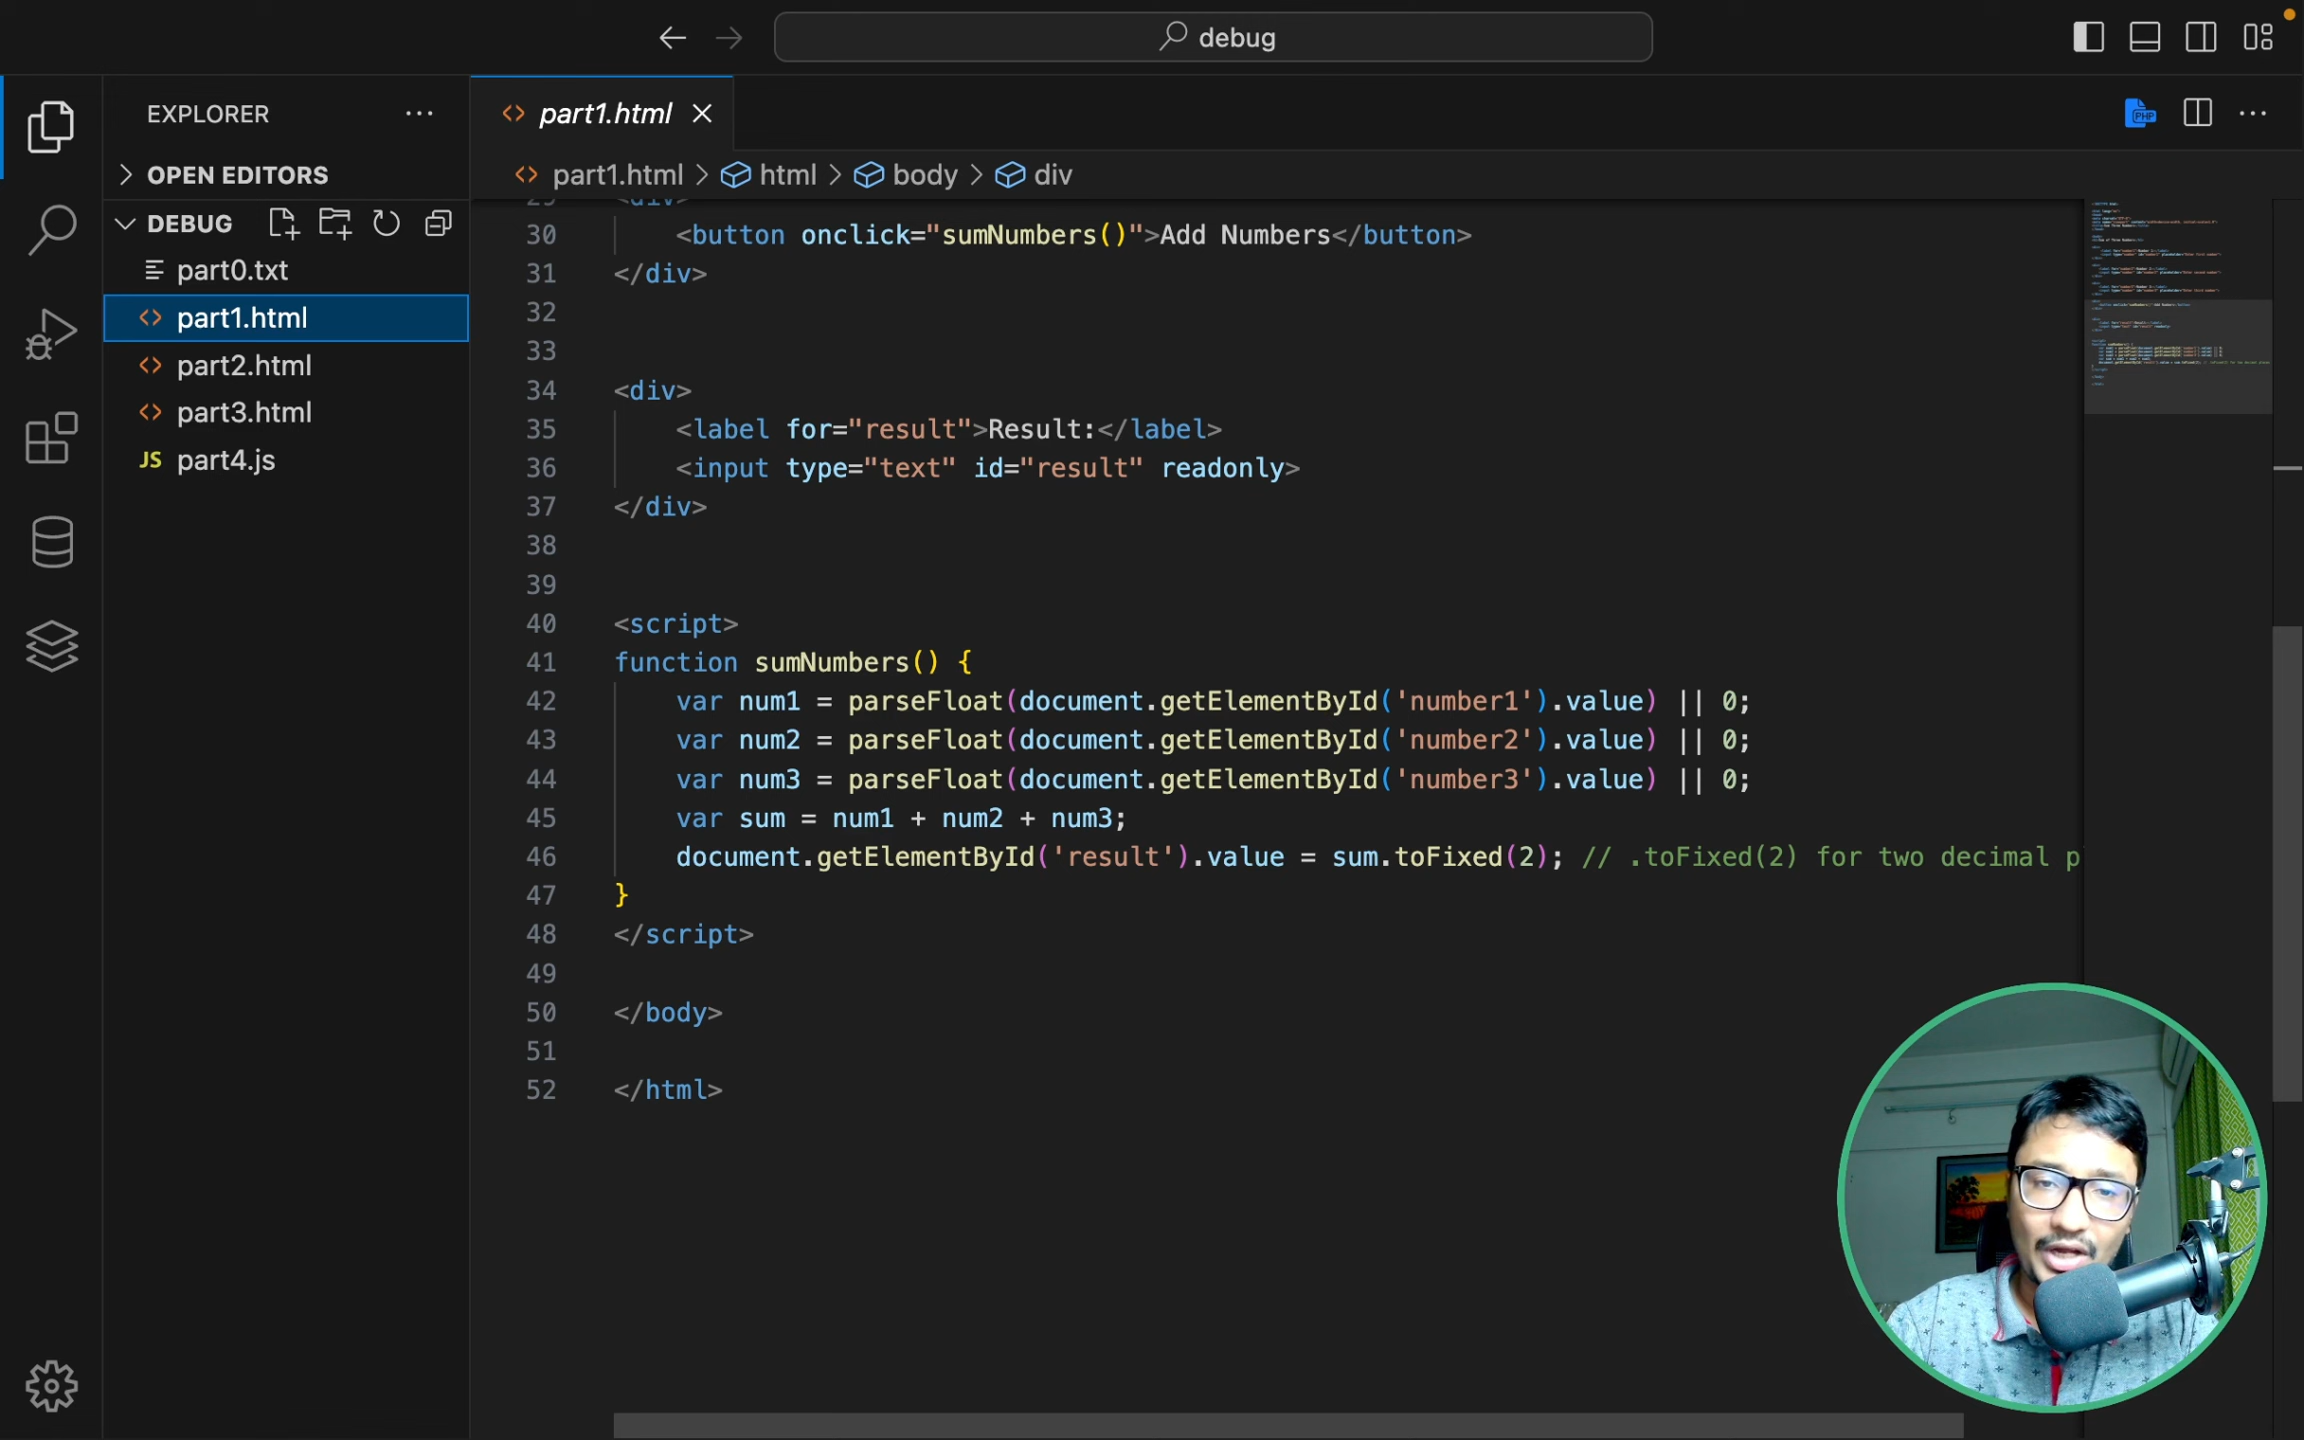 debug
EXPLORER
OPEN EDITORS
DEBUG
part0.txt
part1.html
part2.html
part3.html
JS part4.js
part1.html
PHP
part1.html > html > body > div
29 <div>
30 <button onclick="sumNumbers()">Add Numbers</button>
31 </div>
32
33
34 <div>
35 <label for="result">Result:</label>
36 <input type="text" id="result" readonly>
37 </div>
38
39
40 <script>
41 function sumNumbers() {
42 var num1 = parseFloat(document.getElementById('number1').value) || 0;
43 var num2 = parseFloat(document.getElementById('number2').value) || 0;
44 var num3 = parseFloat(document.getElementById('number3').value) || 0;
45 var sum = num1 + num2 + num3;
46 document.getElementById('result').value = sum.toFixed(2); // .toFixed(2) for two decimal p
47 }
48 </script>
49
50 </body>
51
52 </html>